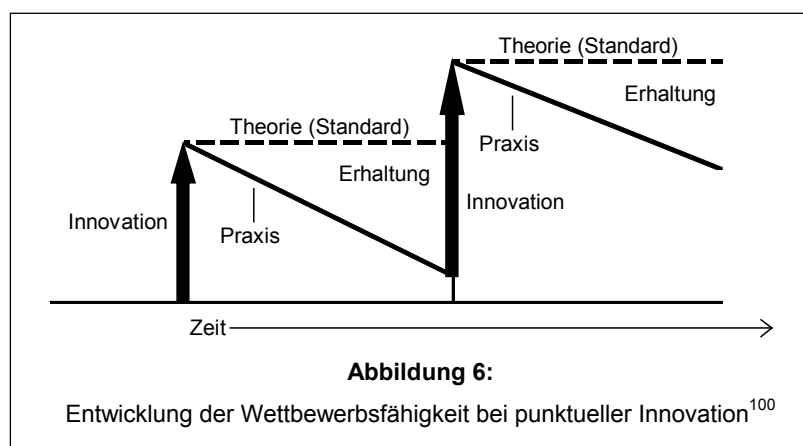 Theorie (Standard)
Erhaltung
Praxis
Theorie (Standard)
Erhaltung
Innovation
Innovation
Praxis
Zeit
Abbildung 6:
Entwicklung der Wettbewerbsfähigkeit bei punktueller Innovation100